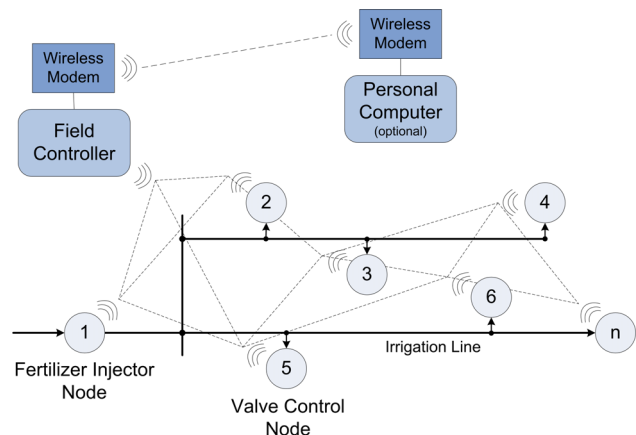 Wireless
Modem
Wireless
Modem
Personal
Computer
(optional)
Field
Controller
2
4
3
6
1
n
5
Irrigation Line
Fertilizer Injector
Node
Valve Control
Node